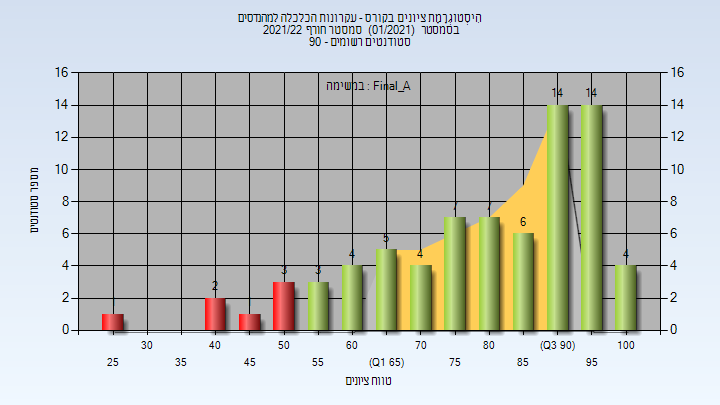 היסטוגרמת ציונים בקורס - עקרונות הכלכלה למהנדסים
בסמסטר (01/2021) סמסטר חורף 2021/22
סטודנטים רשומים - 90
במשימה : Final_A
מספר סטודנטים
16 16
14 14
12 12
10 10
8 8
6 6
4 4
2 2
0 0
2 3 3 4 5 4 7 7 6 14 14 4
30 40 50 60 70 80 (Q3 90) 100
25 35 45 55 (Q1 65) 75 85 95
טווח ציונים